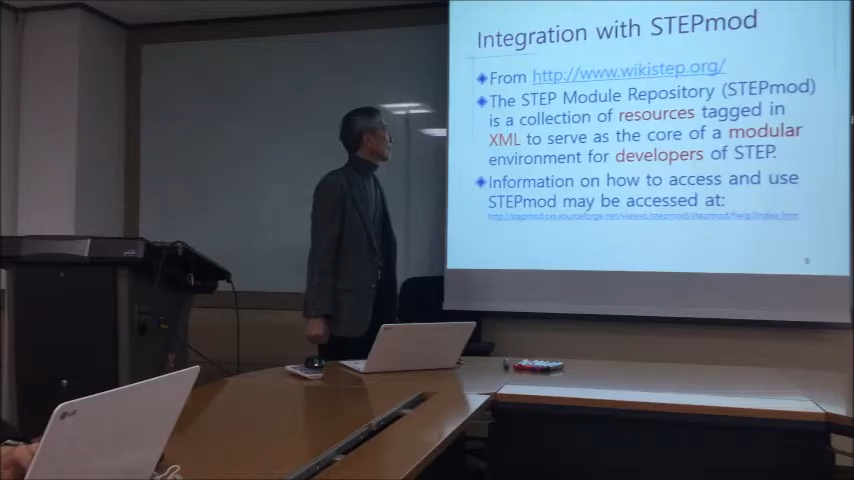 Integration with STEPmod
From http://www.wikistep.org/
The STEP Module Repository (STEPmod)
is a collection of resources tagged in
XML to serve as the core of a modular
environment for developers of STEP.
Information on how to access and use
STEPmod may be accessed at: